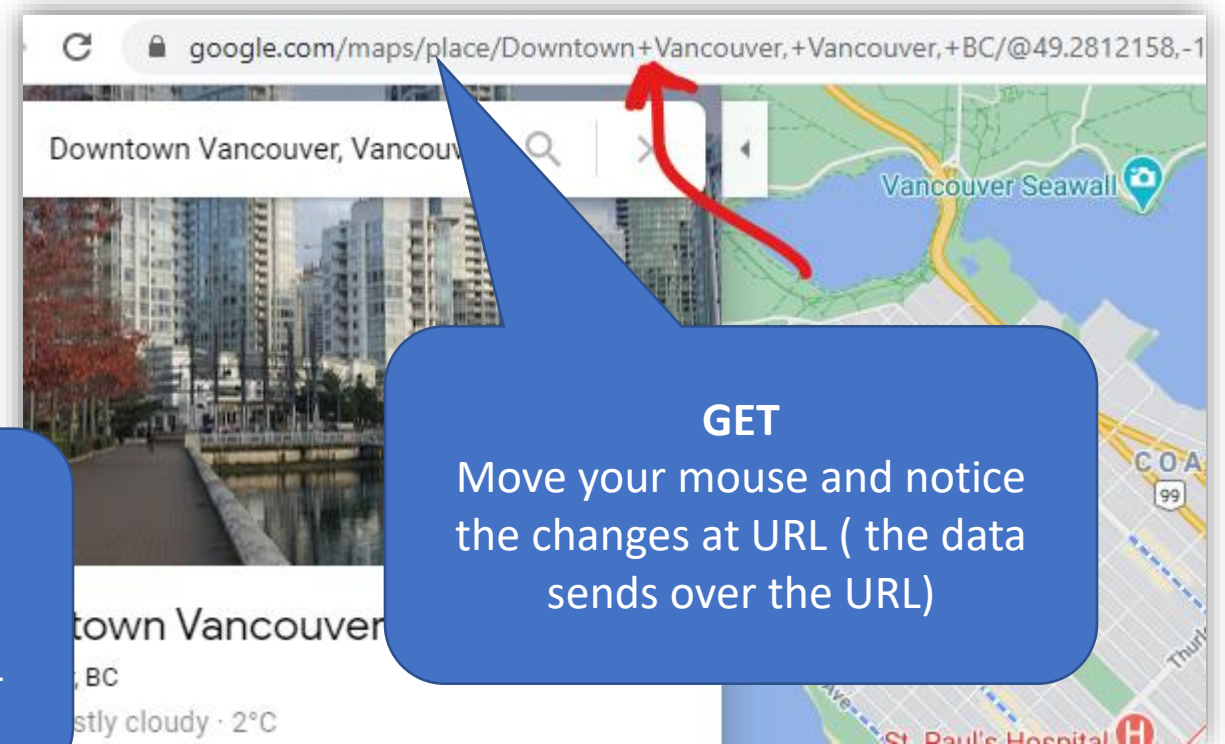 google.com/maps/place/Downtown+Vancouver,+Vancouver,+BC/@49.2812158,-1
Downtown Vancouver, Vancouv
Vancouver Seawall
GET
Move your mouse and notice
the changes at URL ( the data
sends over the URL)
COA
99
town Vancouver
, BC
stly cloudy · 2°C
Thurl
Ave
St. Paul's Hospital H